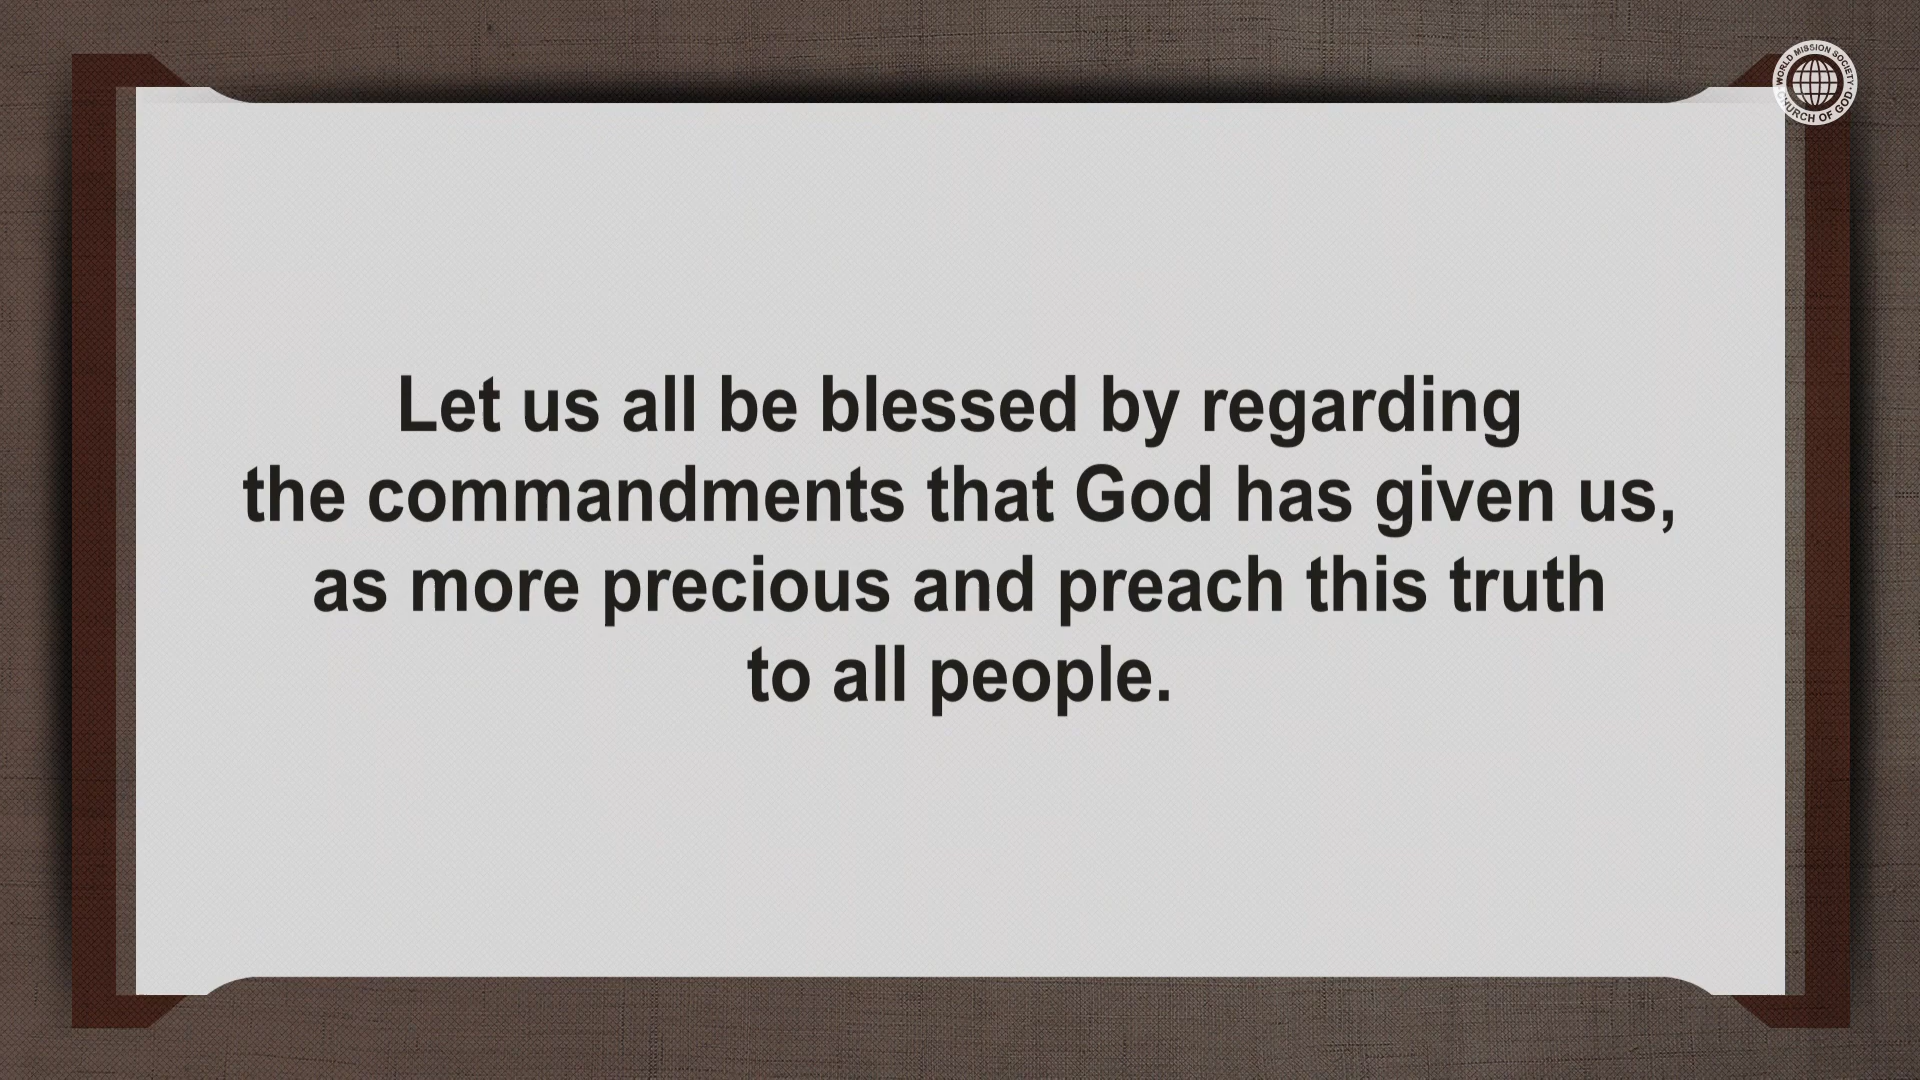 WORLD MISSION SOCIETY
CHURCH OF GOD
Let us all be blessed by regarding
the commandments that God has given us,
as more precious and preach this truth
to all people.